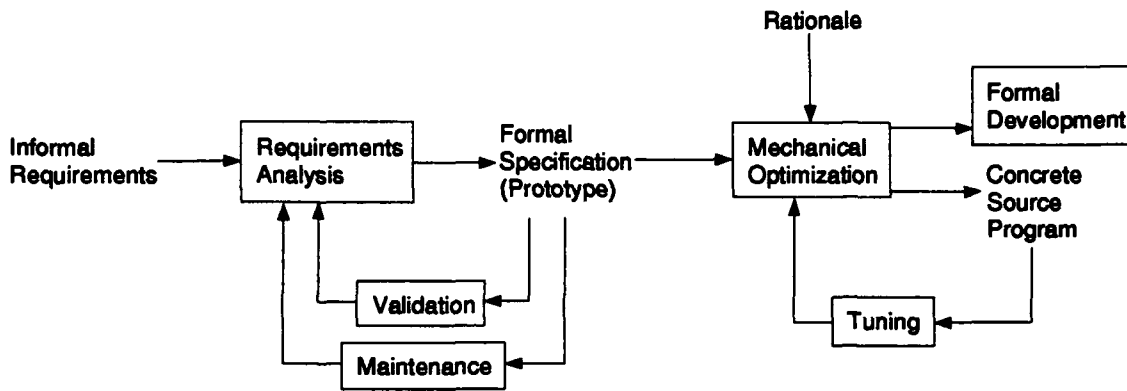 Rationale
Informal
Requirements
Requirements
Analysis
Formal
Specification
(Prototype)
Mechanical
Optimization
Formal
Development
Concrete
Source
Program
Validation
Maintenance
Tuning